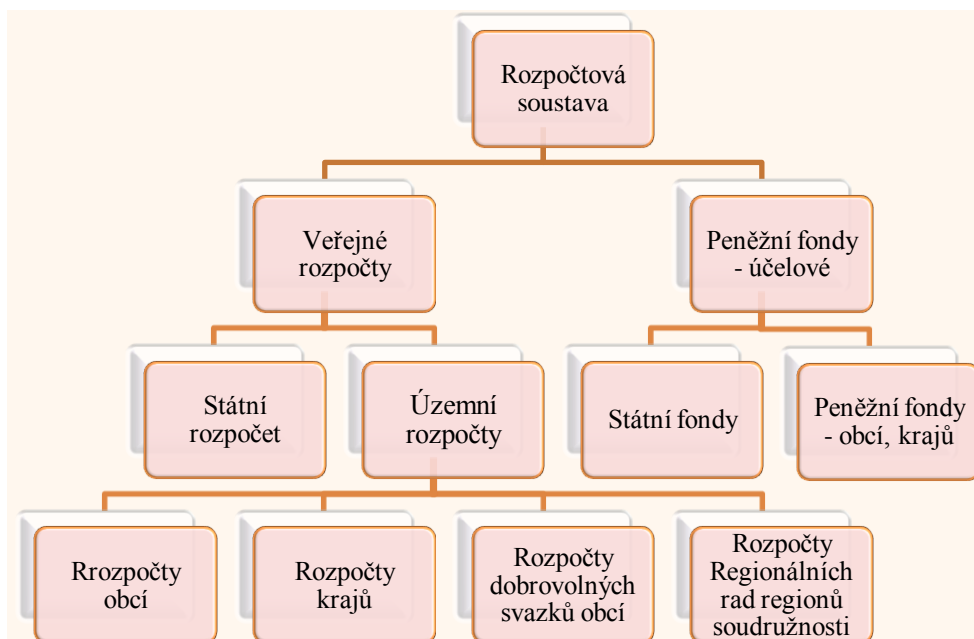 Rozpočtová
soustava
Veřejné
rozpočty
Peněžní fondy
- účelové
Státní
rozpočet
Územní
rozpočty
Státní fondy
Peněžní fondy
- obcí, krajů
Rrozpočty
obcí
Rozpočty
krajů
Rozpočty
dobrovolných
svazků obcí
Rozpočty
Regionálních
rad regionů
soudružnosti